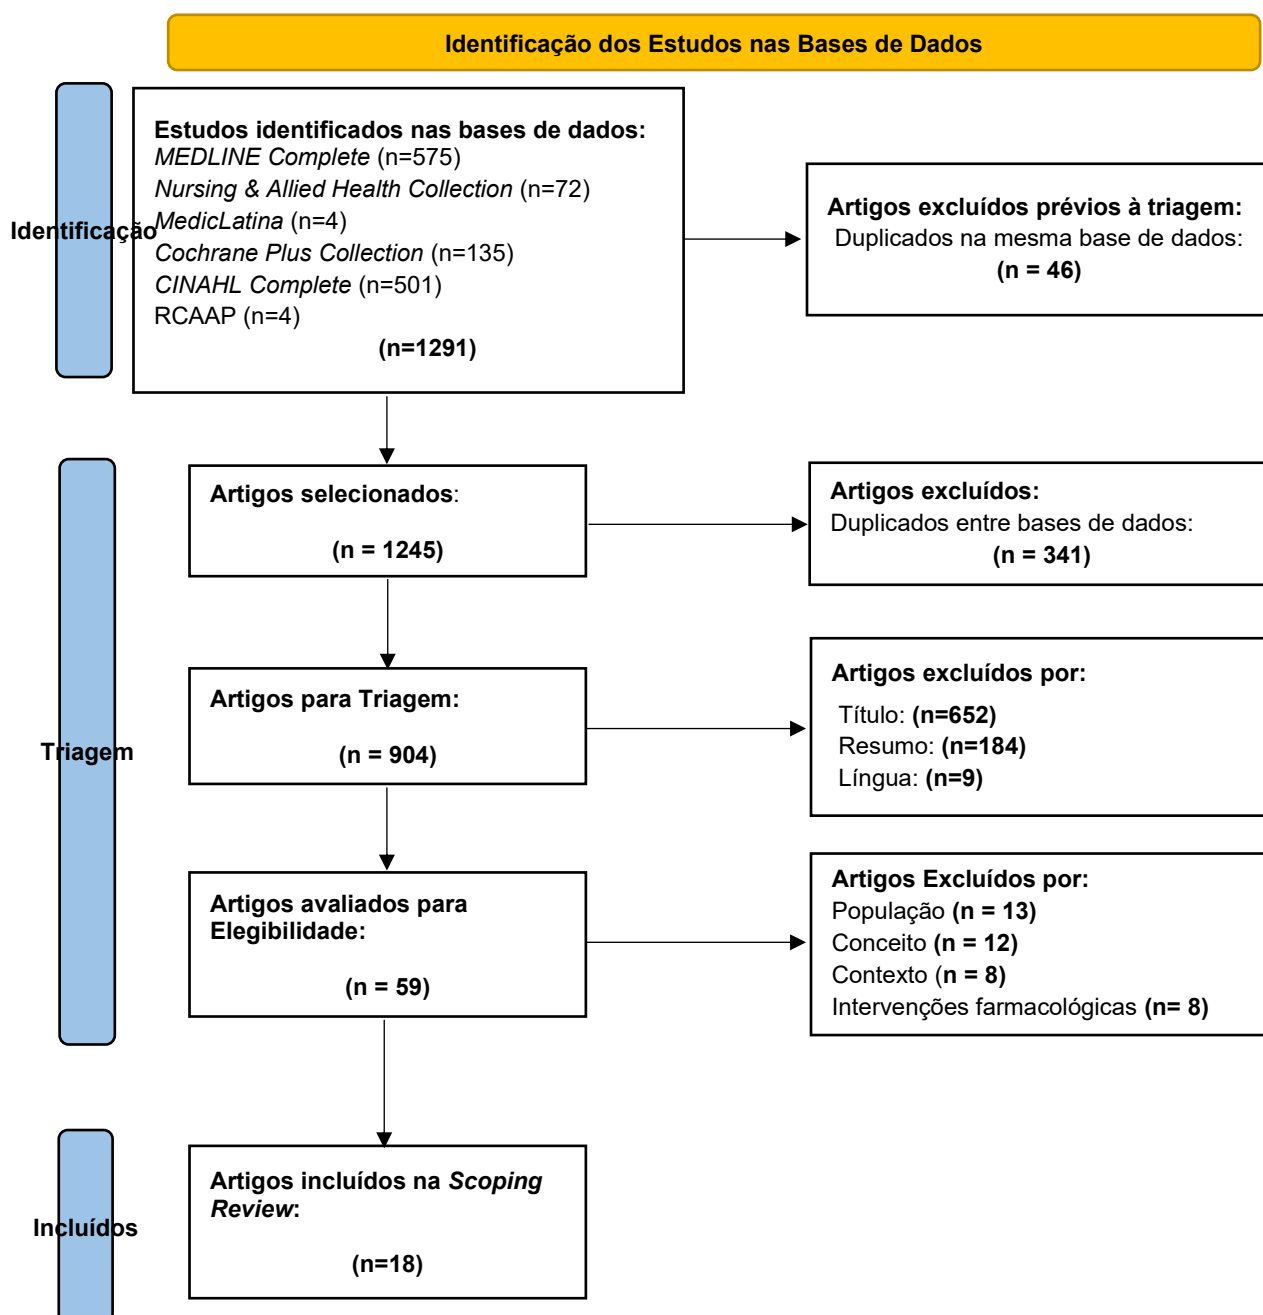 Identificação dos Estudos nas Bases de Dados
Identificação
Estudos identificados nas bases de dados:
MEDLINE Complete (n=575)
Nursing & Allied Health Collection (n=72)
MedicLatina (n=4)
Cochrane Plus Collection (n=135)
CINAHL Complete (n=501)
RCAAP (n=4)
(n=1291)
Artigos excluídos prévios à triagem:
Duplicados na mesma base de dados:
(n = 46)
Triagem
Artigos selecionados:
(n = 1245)
Artigos excluídos:
Duplicados entre bases de dados:
(n = 341)
Artigos para Triagem:
(n = 904)
Artigos excluídos por:
Título: (n=652)
Resumo: (n=184)
Língua: (n=9)
Artigos avaliados para
Elegibilidade:
(n = 59)
Artigos Excluídos por:
População (n = 13)
Conceito (n = 12)
Contexto (n = 8)
Intervenções farmacológicas (n= 8)
Incluídos
Artigos incluídos na Scoping
Review:
(n=18)